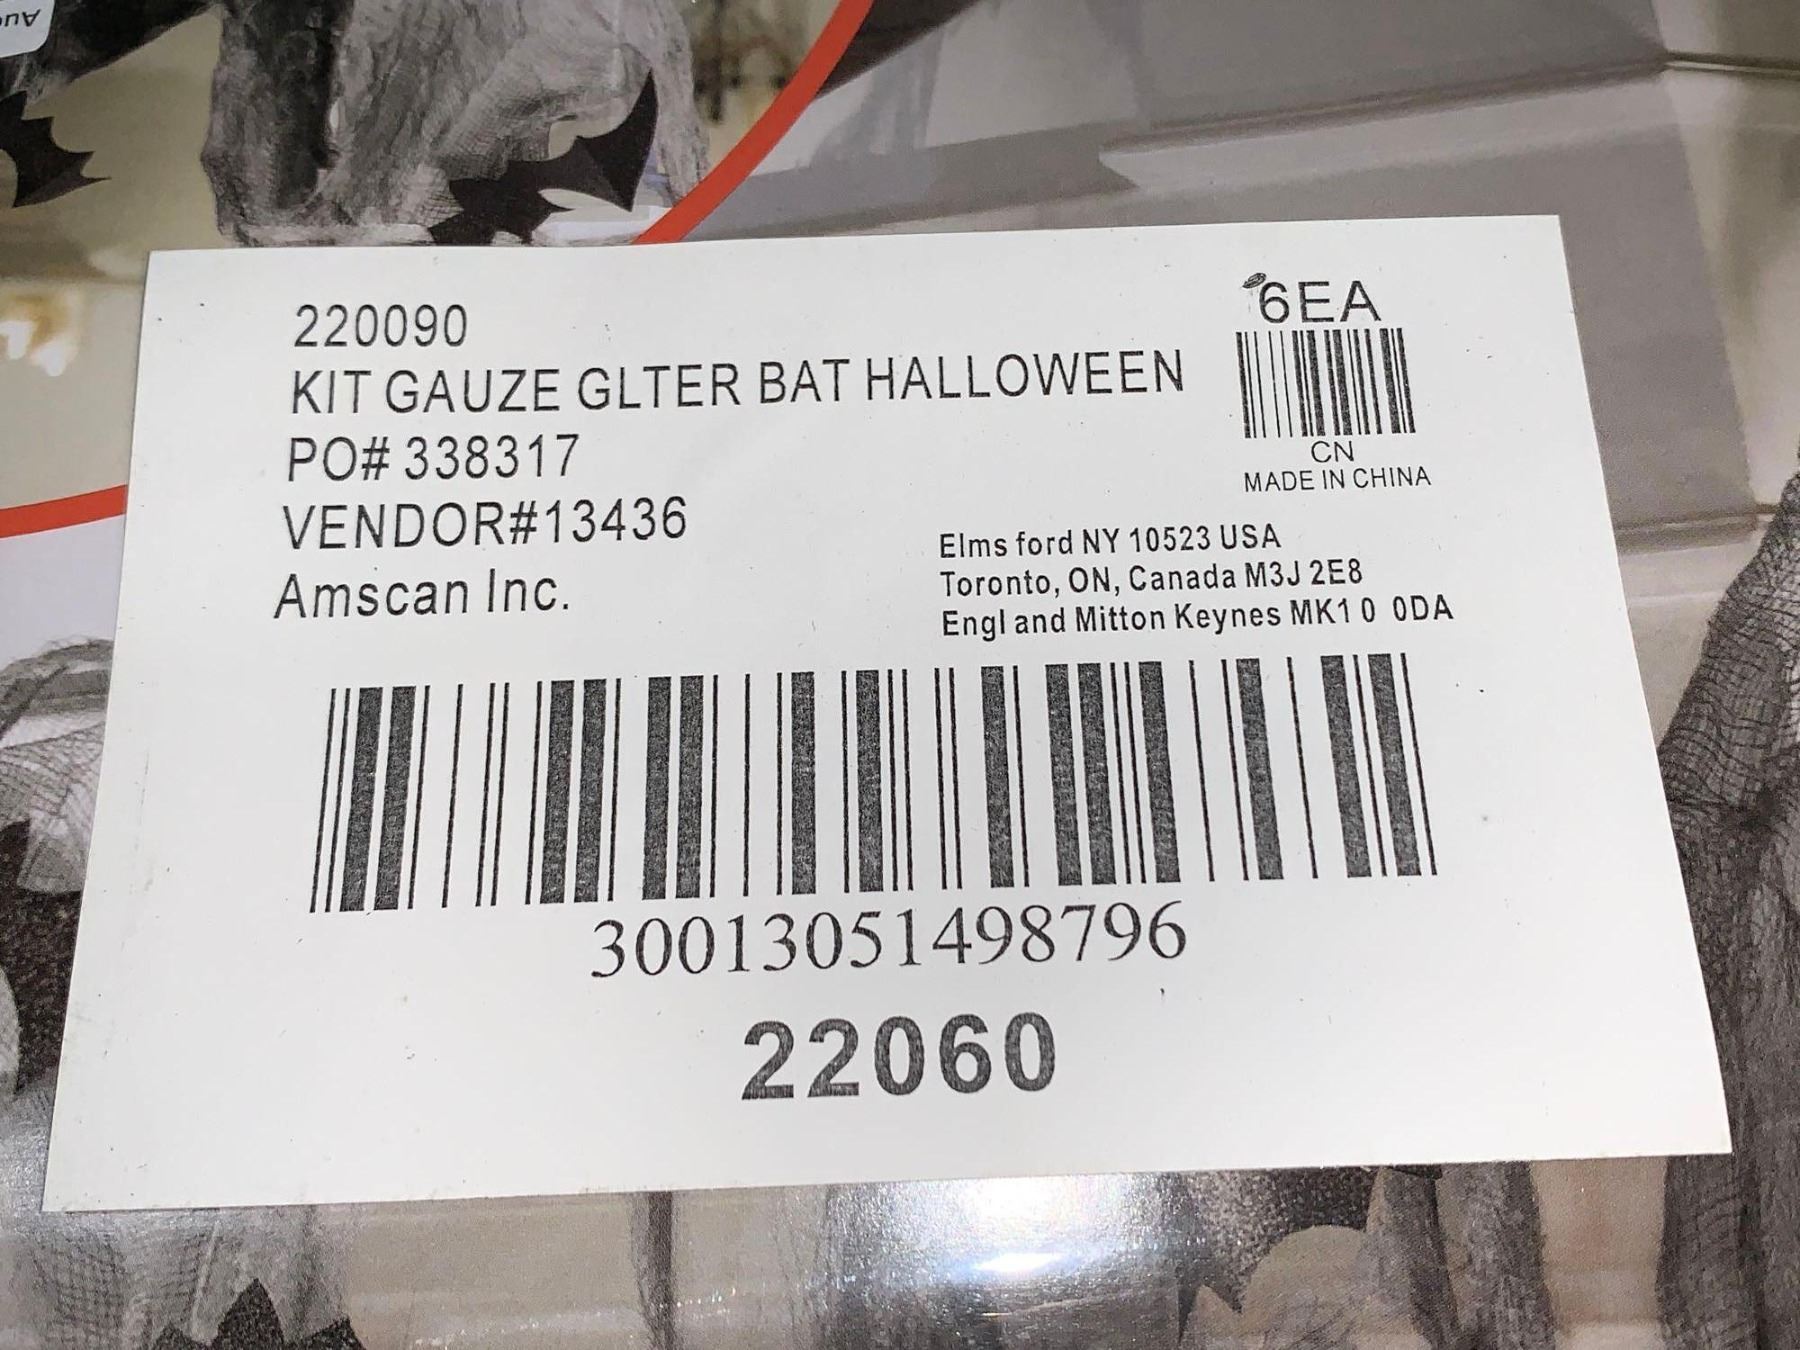 220090
KIT GAUZE GLTER BAT HALLOWEEN
PO# 338317
VENDOR#13436
Amscan Inc.
6EA
CN
MADE IN CHINA
Elms ford NY 10523 USA
Toronto, ON, Canada M3J 2E8
Engl and Mitton Keynes MK1 0 0DA
30013051498796
22060